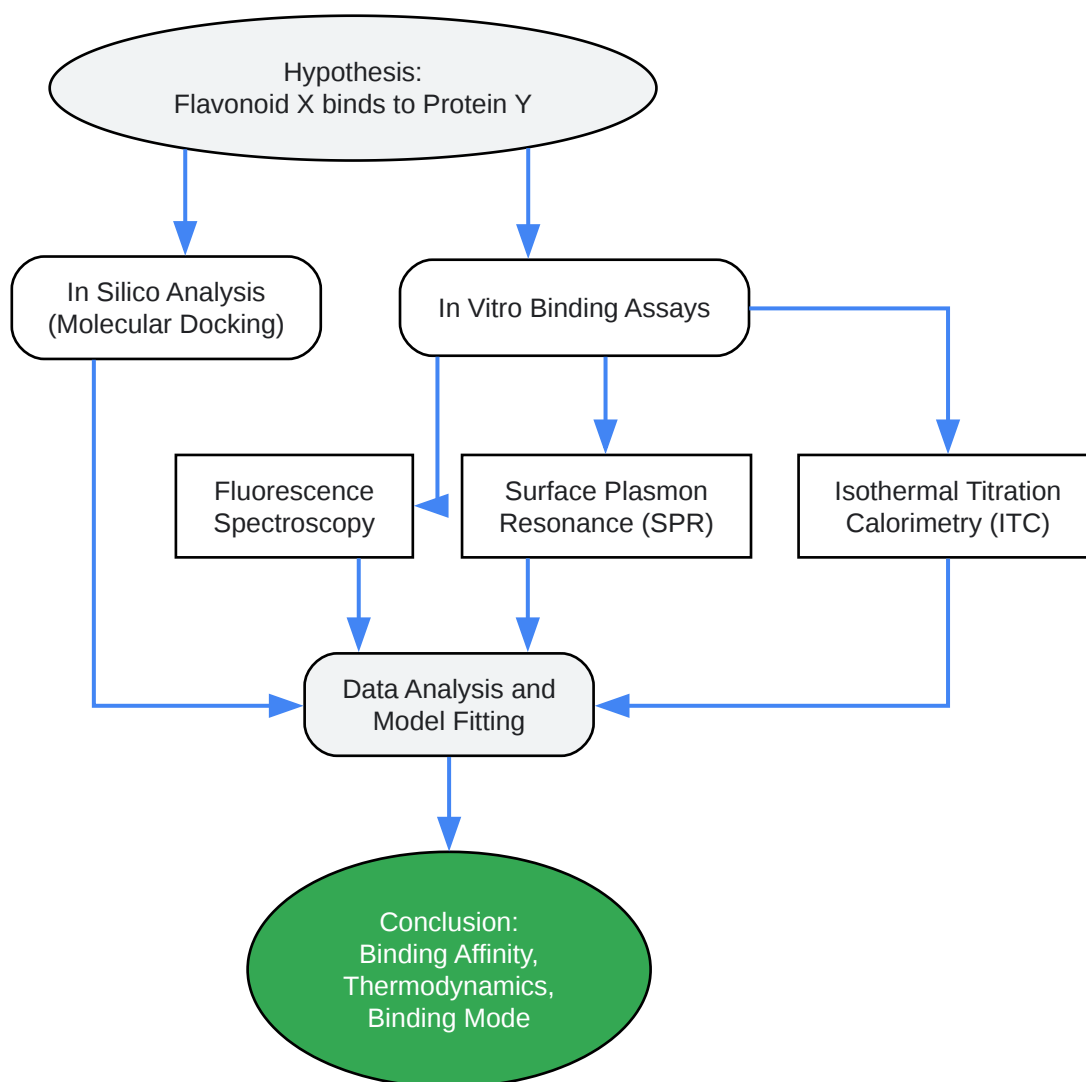 Hypothesis:
Flavonoid X binds to Protein Y
In Silico Analysis
(Molecular Docking)
In Vitro Binding Assays
Fluorescence
Spectroscopy
Surface Plasmon
Resonance (SPR)
Isothermal Titration
Calorimetry (ITC)
Data Analysis and
Model Fitting
Conclusion:
Binding Affinity,
Thermodynamics,
Binding Mode